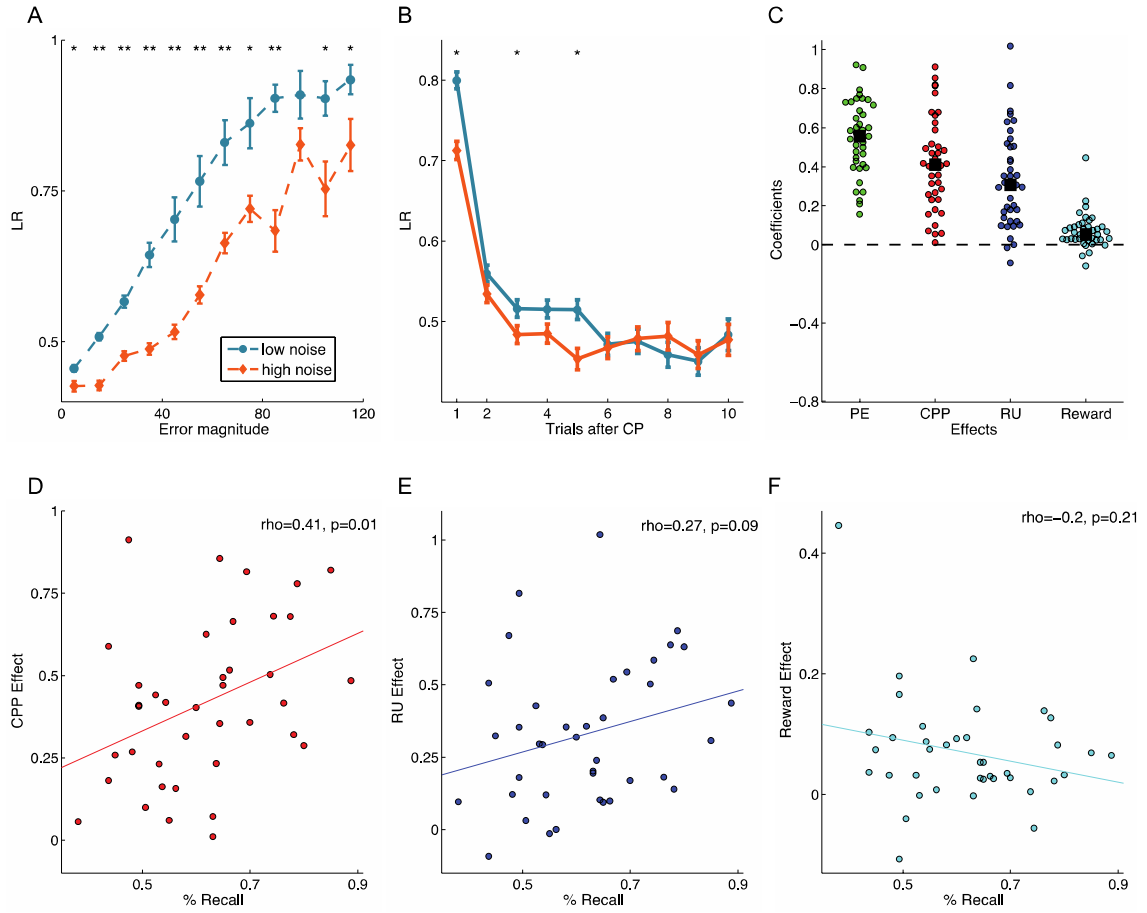 A
B
C
* ** ** ** ** ** ** * ** * *
* * *
1
0.75
0.5
LR
low noise
high noise
0 40 80 120
Error magnitude
0.8
0.7
0.6
0.5
LR
1 2 4 6 8 10
Trials after CP
1
0.8
0.6
0.4
0.2
0
−0.4
−0.8
Coefficients
PE CPP RU Reward
Effects
D
E
F
rho=0.41, p=0.01
1
0.75
0.5
0.25
0
CPP Effect
0.5 0.7 0.9
% Recall
rho=0.27, p=0.09
1
0.75
0.5
0.25
0
RU Effect
0.5 0.7 0.9
% Recall
rho=−0.2, p=0.21
0.4
0.2
0
Reward Effect
0.5 0.7 0.9
% Recall